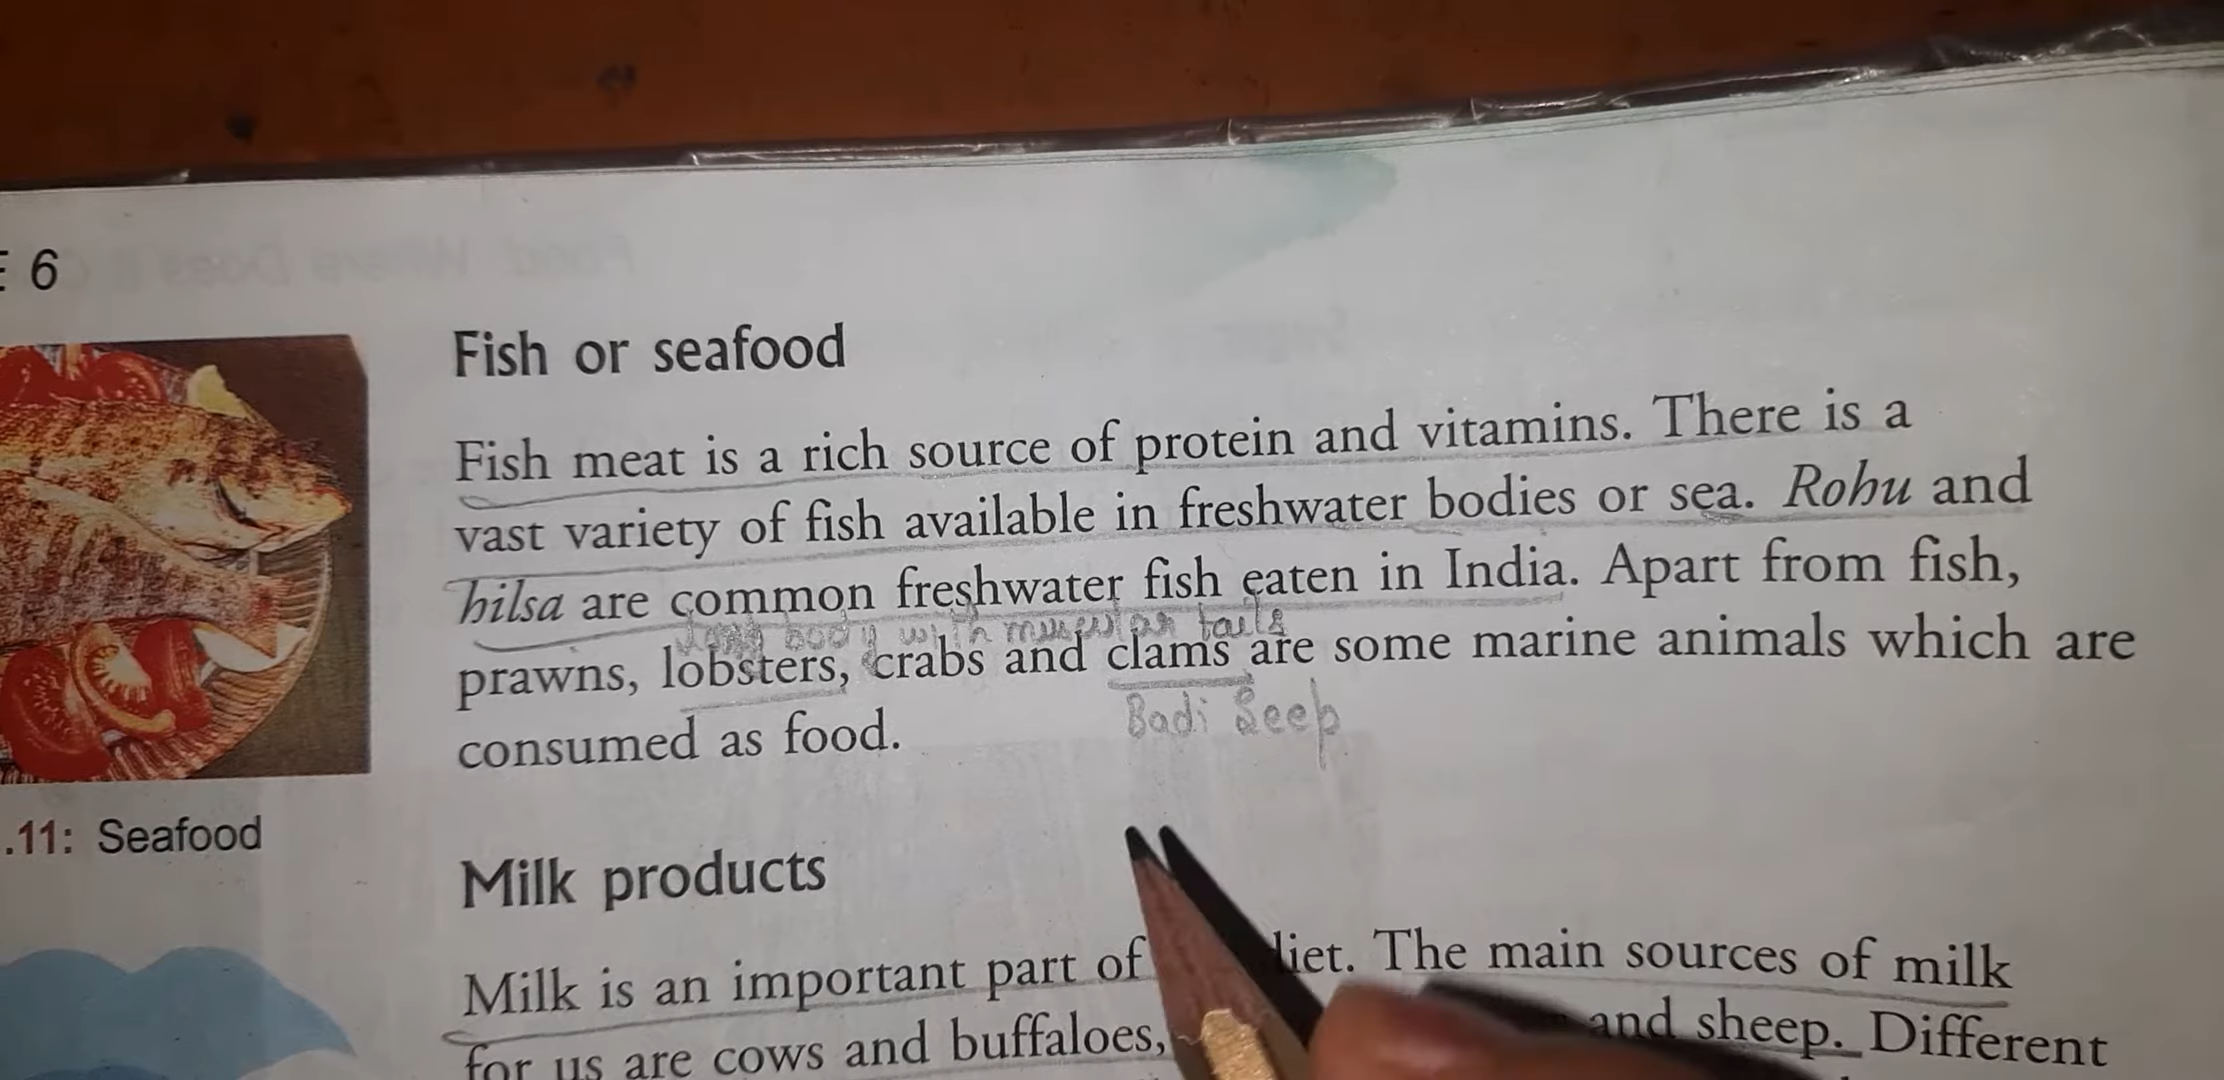 6
Fish or seafood
Fish meat is a rich source of protein and vitamins. There is a
vast variety of fish available in freshwater bodies or sea. Rohu and
hilsa are common freshwater fish eaten in India. Apart from fish,
long body with muscular tails
prawns, lobsters, crabs and clams are some marine animals which are
Badi Seep
consumed as food.
.11: Seafood
Milk products
Milk is an important part of diet. The main sources of milk
for us are cows and buffaloes, and sheep. Different